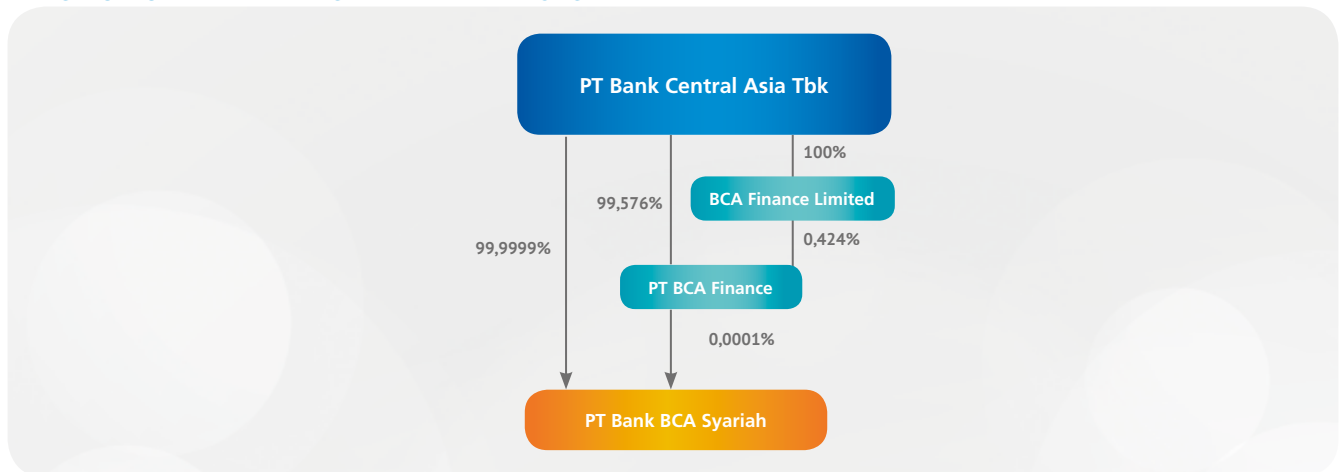 PT Bank Central Asia Tbk
100%
BCA Finance Limited
99,576%
0,424%
99,9999%
PT BCA Finance
0,0001%
PT Bank BCA Syariah